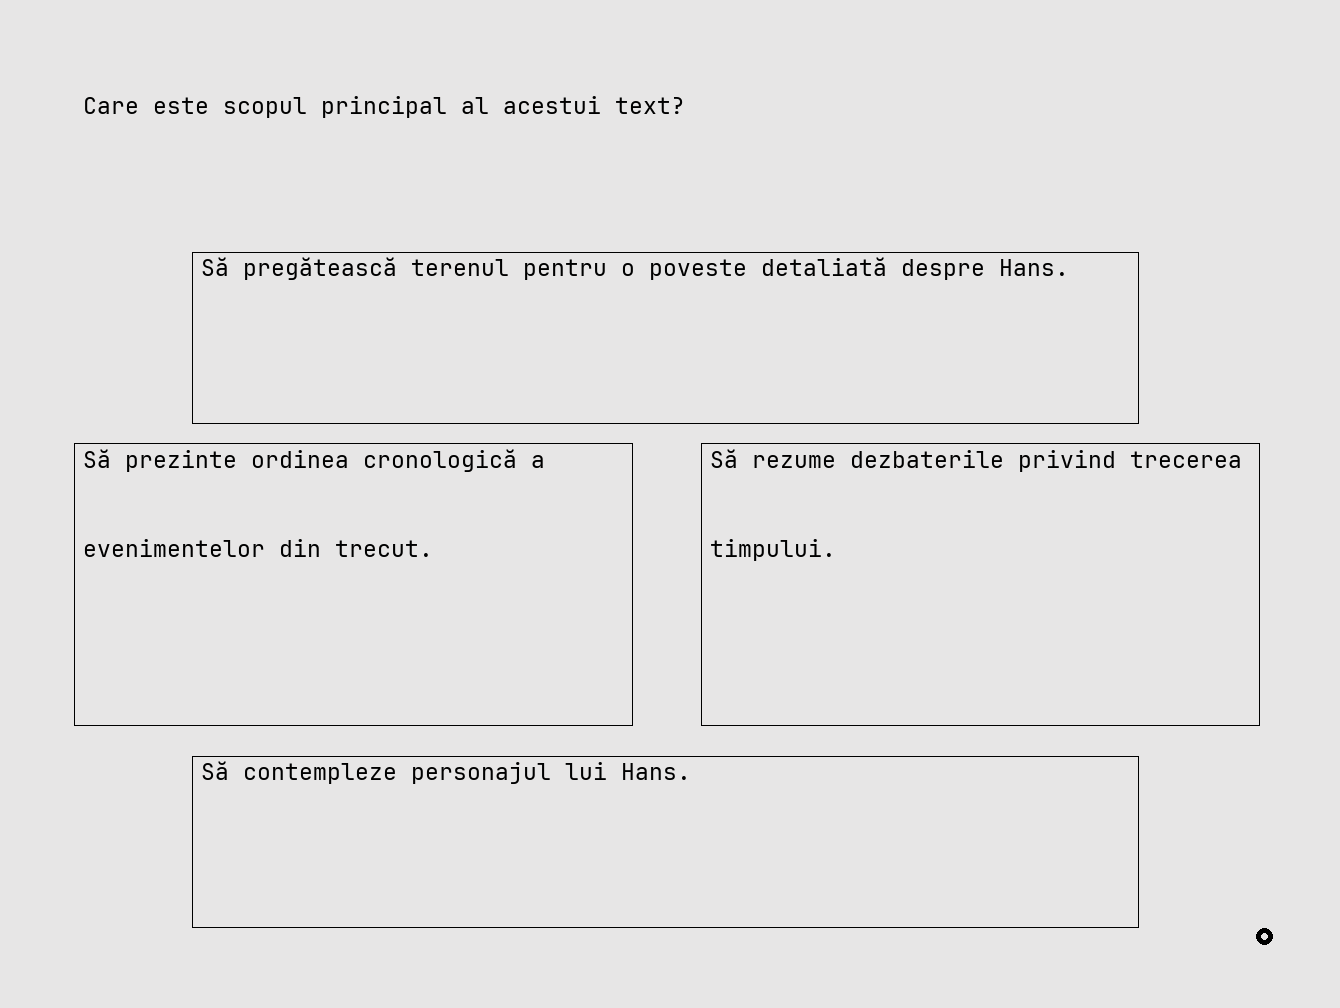 Care este scopul principal al acestui text?
Să pregătească terenul pentru o poveste detaliată despre Hans.
Să prezinte ordinea cronologică a
evenimentelor din trecut.
Să rezume dezbaterile privind trecerea
timpului.
Să contempleze personajul lui Hans.